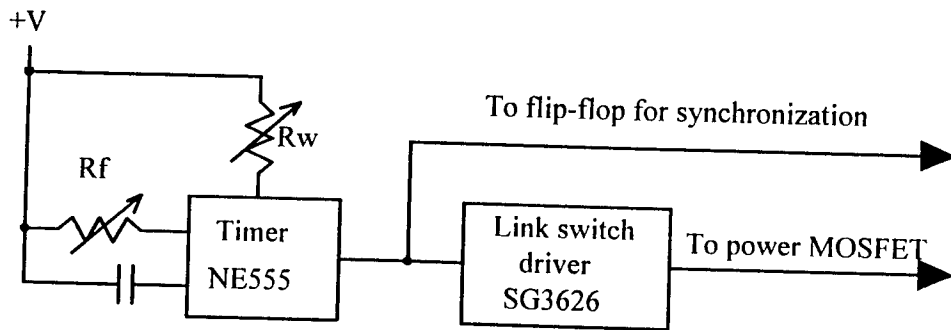 +V
To flip-flop for synchronization
Rw
Rf
Timer
NE555
Link switch
driver
SG3626
To power MOSFET